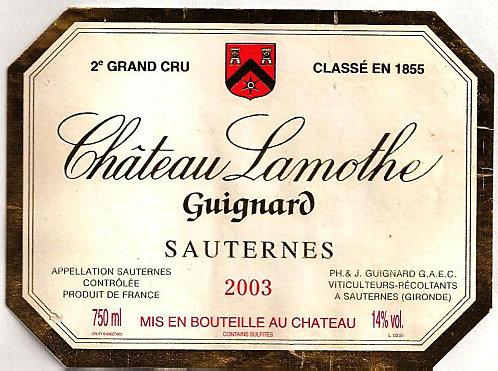 2e GRAND CRU CLASSÉ EN 1855
Château Lamothe
Guignard
SAUTERNES
APPELLATION SAUTERNES
CONTRÔLÉE
PRODUIT DE FRANCE
2003
PH. & J. GUIGNARD G.A.E.C.
VITICULTEURS-RÉCOLTANTS
A SAUTERNES (GIRONDE)
750 ml MIS EN BOUTEILLE AU CHATEAU 14% vol.
CONTAINS SULFITES